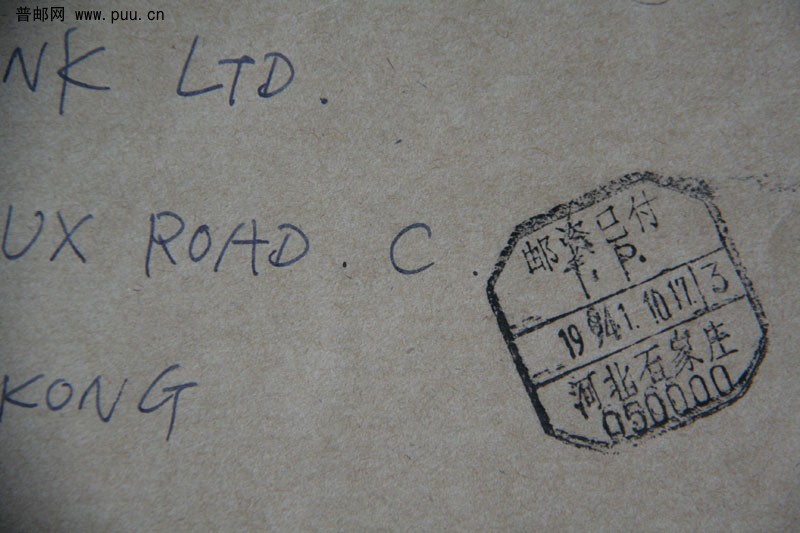 普邮网 www.puu.cn
NK LTD.
UX ROAD. C.
KONG
邮资已付
T. P.
1994.10.17.13
河北石家庄
050000